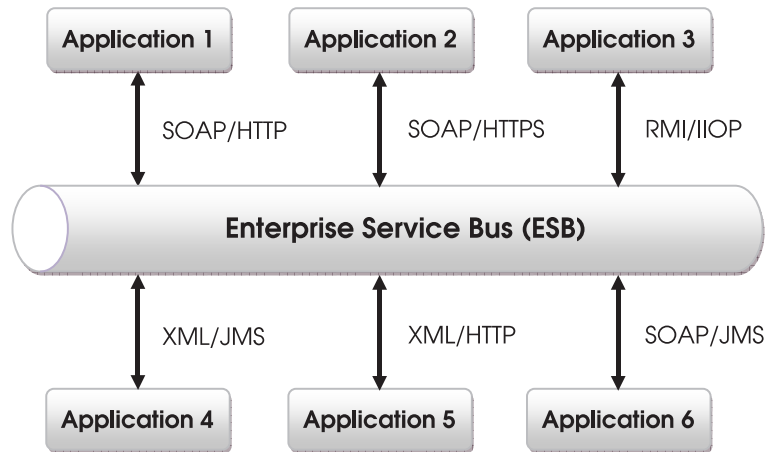 Application 1
Application 2
Application 3
SOAP/HTTP
SOAP/HTTPS
RMI/IIOP
Enterprise Service Bus (ESB)
XML/JMS
XML/HTTP
SOAP/JMS
Application 4
Application 5
Application 6